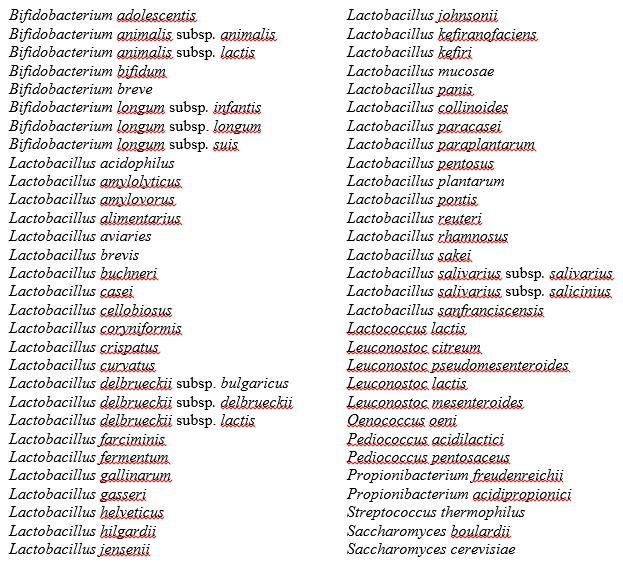 Bifidobacterium adolescentis
Bifidobacterium animalis subsp. animalis
Bifidobacterium animalis subsp. lactis
Bifidobacterium bifidum
Bifidobacterium breve
Bifidobacterium longum subsp. infantis
Bifidobacterium longum subsp. longum
Bifidobacterium longum subsp. suis
Lactobacillus acidophilus
Lactobacillus amylolyticus
Lactobacillus amylovorus
Lactobacillus alimentarius
Lactobacillus aviaries
Lactobacillus brevis
Lactobacillus buchneri
Lactobacillus casei
Lactobacillus cellobiosus
Lactobacillus coryniformis
Lactobacillus crispatus
Lactobacillus curvatus
Lactobacillus delbrueckii subsp. bulgaricus
Lactobacillus delbrueckii subsp. delbrueckii
Lactobacillus delbrueckii subsp. lactis
Lactobacillus farciminis
Lactobacillus fermentum
Lactobacillus gallinarum
Lactobacillus gasseri
Lactobacillus helveticus
Lactobacillus hilgardii
Lactobacillus jensenii
Lactobacillus johnsonii
Lactobacillus kefiranofaciens
Lactobacillus kefiri
Lactobacillus mucosae
Lactobacillus panis
Lactobacillus collinoides
Lactobacillus paracasei
Lactobacillus paraplantarum
Lactobacillus pentosus
Lactobacillus plantarum
Lactobacillus pontis
Lactobacillus reuteri
Lactobacillus rhamnosus
Lactobacillus sakei
Lactobacillus salivarius subsp. salivarius
Lactobacillus salivarius subsp. salicinius
Lactobacillus sanfranciscensis
Lactococcus lactis
Leuconostoc citreum
Leuconostoc pseudomesenteroides
Leuconostoc lactis
Leuconostoc mesenteroides
Oenococcus oeni
Pediococcus acidilactici
Pediococcus pentosaceus
Propionibacterium freudenreichii
Propionibacterium acidipropionici
Streptococcus thermophilus
Saccharomyces boulardii
Saccharomyces cerevisiae